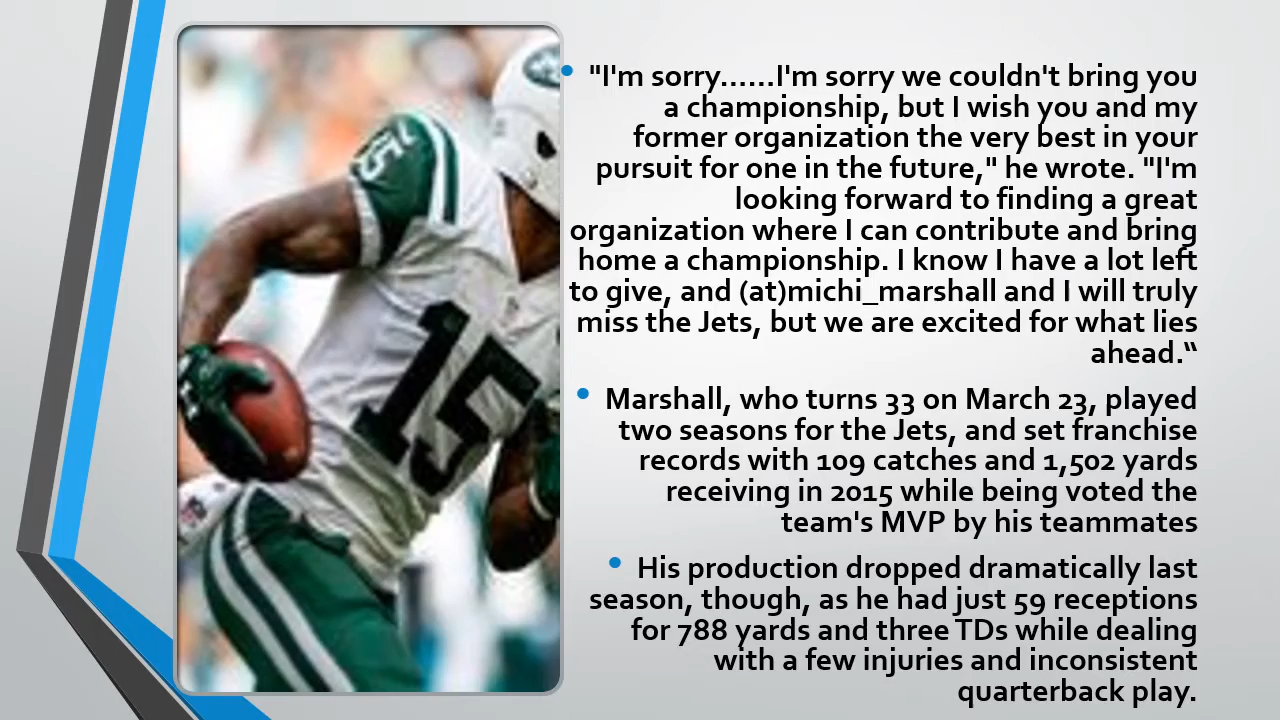 • "I'm sorry......I'm sorry we couldn't bring you
a championship, but I wish you and my
former organization the very best in your
pursuit for one in the future," he wrote. "I'm
looking forward to finding a great
organization where I can contribute and bring
home a championship. I know I have a lot left
to give, and (at)michi_marshall and I will truly
miss the Jets, but we are excited for what lies
ahead.“
• Marshall, who turns 33 on March 23, played
two seasons for the Jets, and set franchise
records with 109 catches and 1,502 yards
receiving in 2015 while being voted the
team's MVP by his teammates
• His production dropped dramatically last
season, though, as he had just 59 receptions
for 788 yards and three TDs while dealing
with a few injuries and inconsistent
quarterback play.
15
15